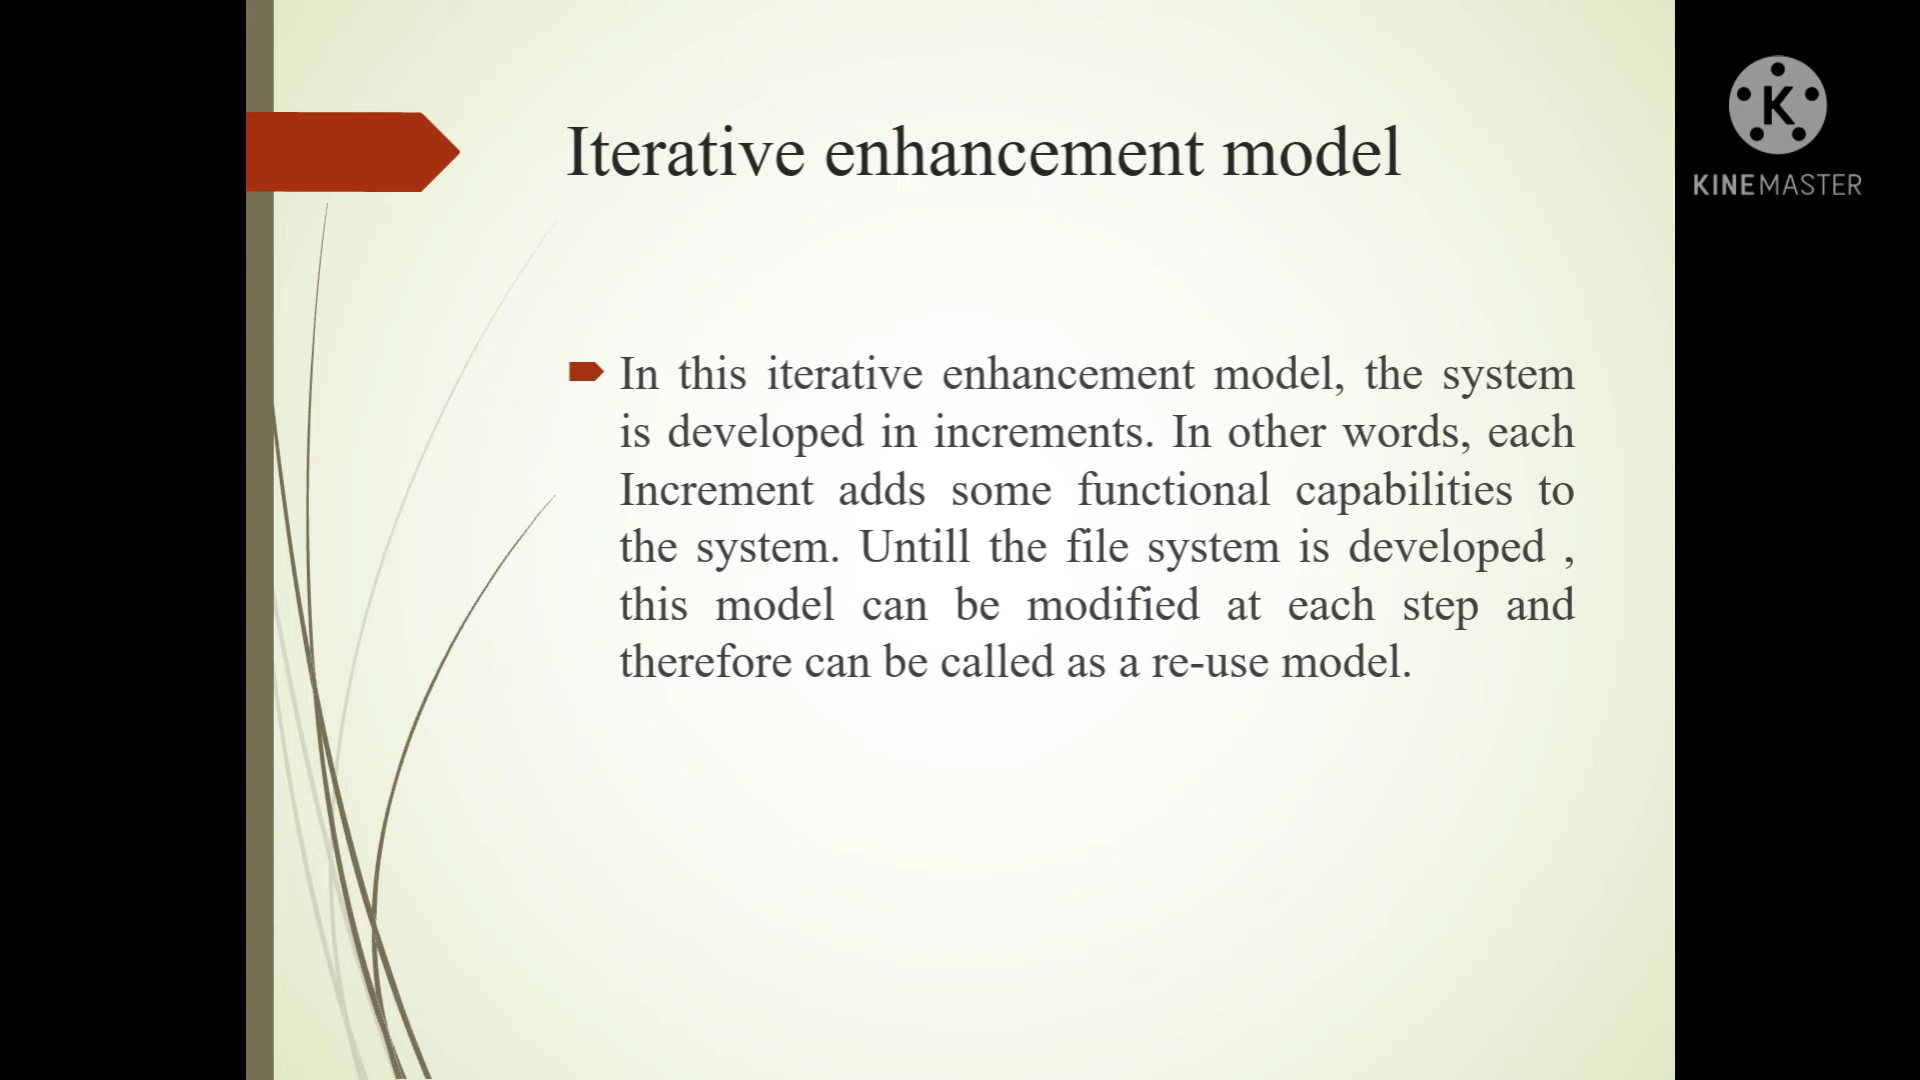 Iterative enhancement model
K
KINEMASTER
In this iterative enhancement model, the system
is developed in increments. In other words, each
Increment adds some functional capabilities to
the system. Untill the file system is developed ,
this model can be modified at each step and
therefore can be called as a re-use model.